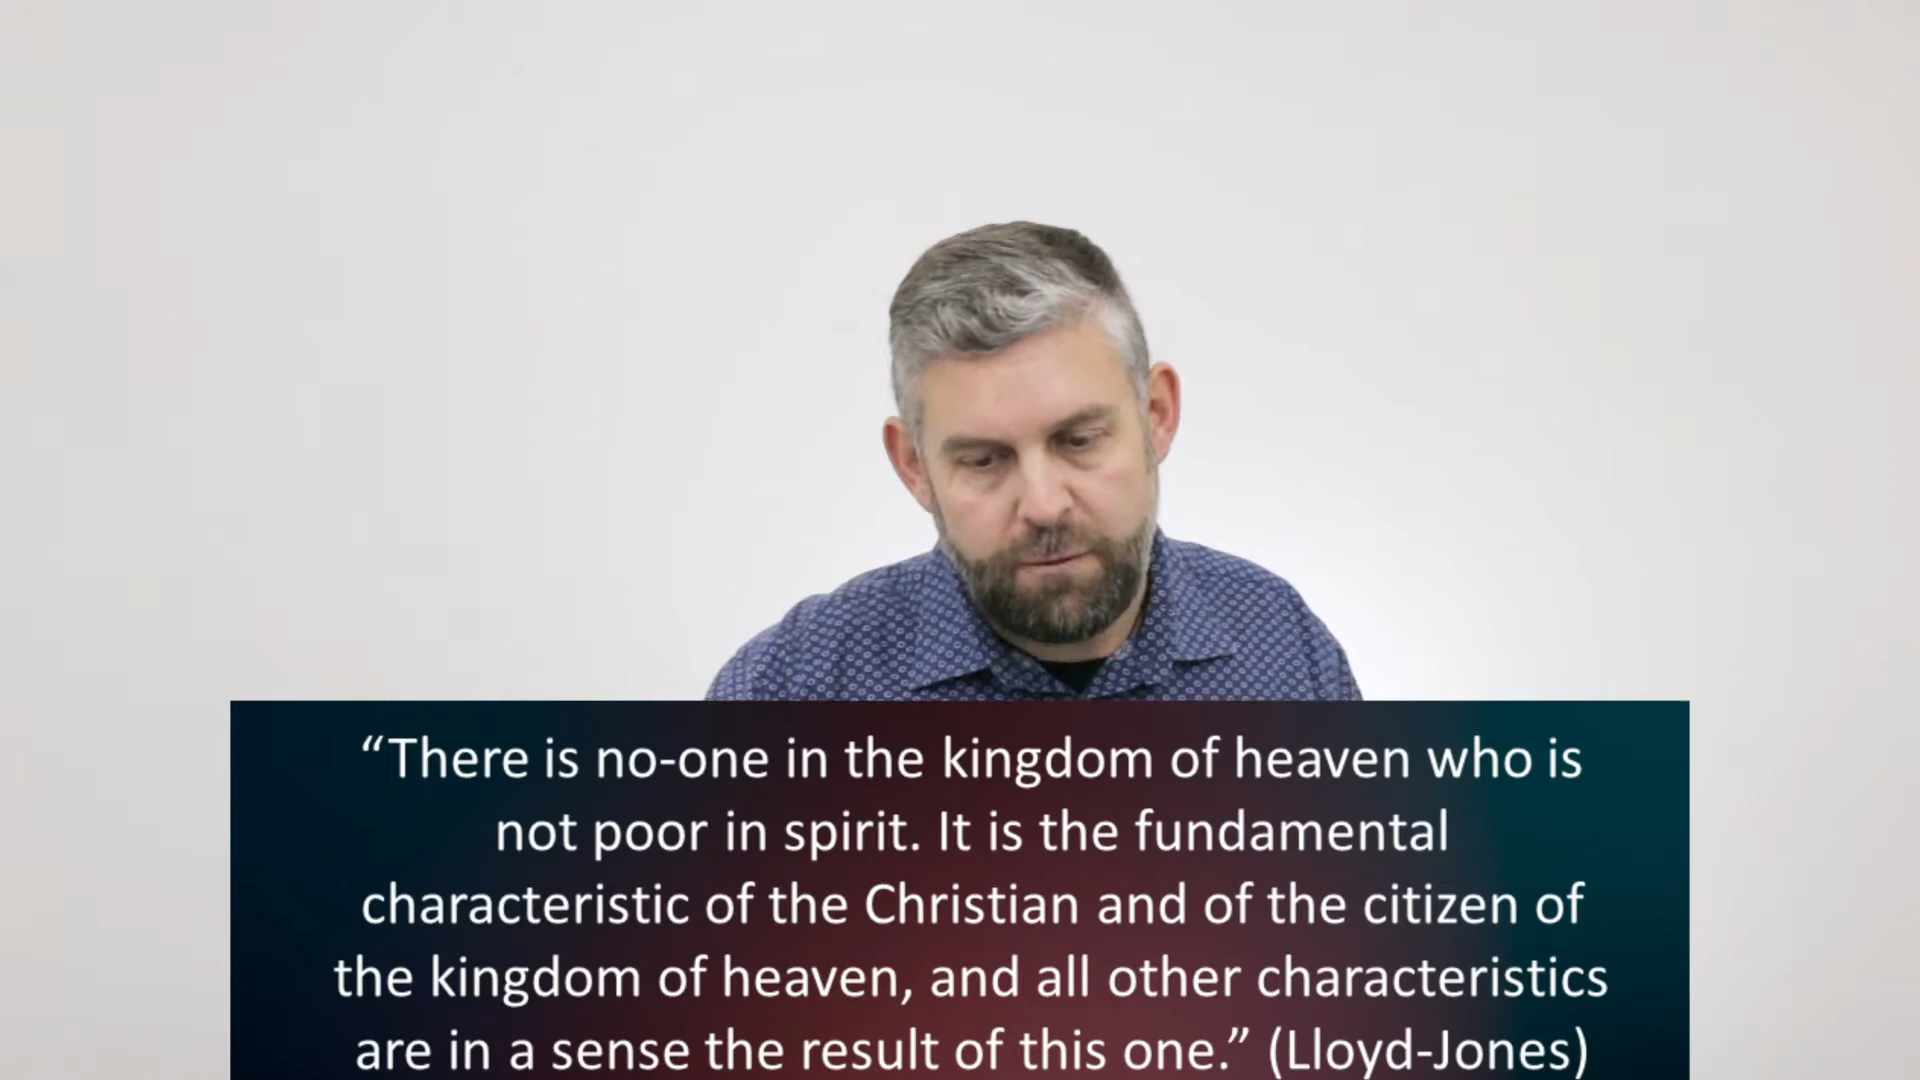 “There is no-one in the kingdom of heaven who is
not poor in spirit. It is the fundamental
characteristic of the Christian and of the citizen of
the kingdom of heaven, and all other characteristics
are in a sense the result of this one.” (Lloyd-Jones)